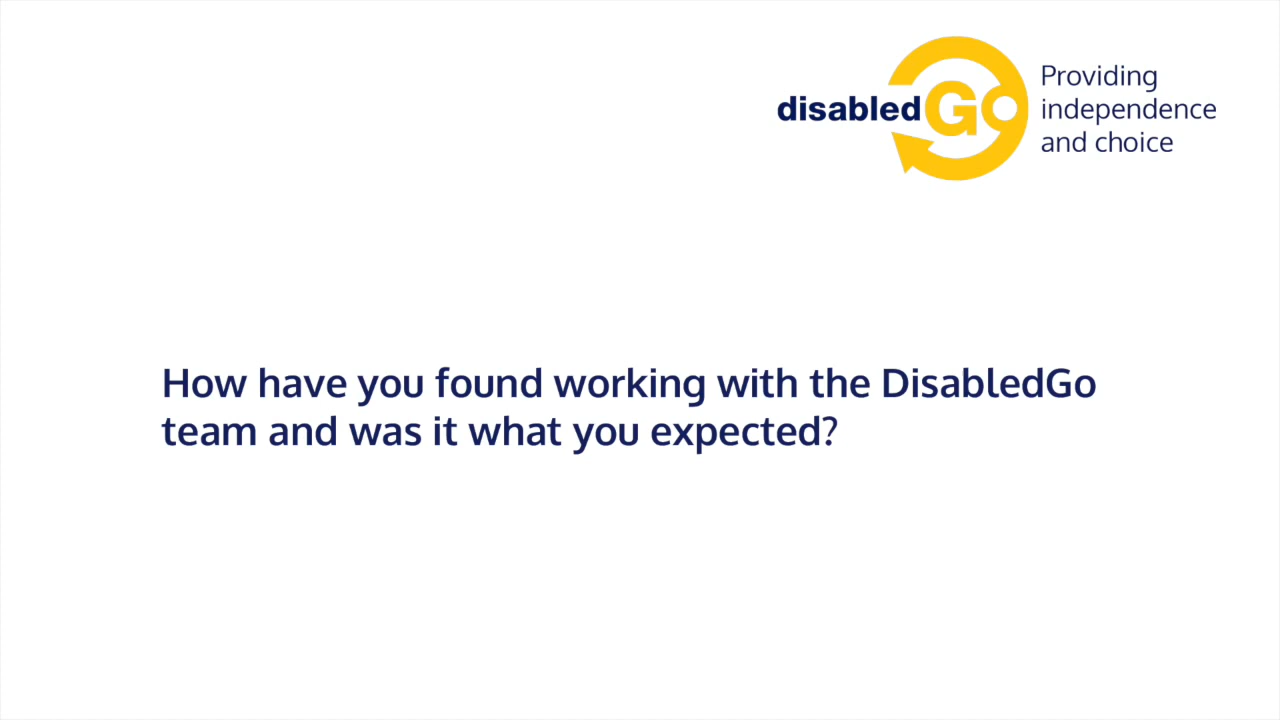 disabledGo
Providing
independence
and choice
How have you found working with the DisabledGo
team and was it what you expected?